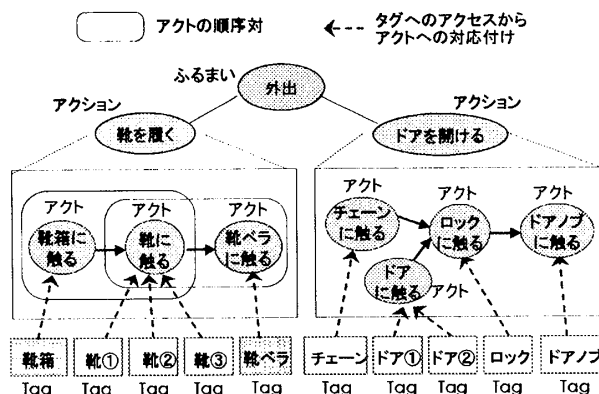 アクトの順序対
タグへのアクセスから
アクトへの対応付け
ふるまい
外出
アクション
アクション
靴を履く
ドアを開ける
アクト
アクト
アクト
靴箱に
触る
靴に
触る
靴ベラ
に触る
アクト
アクト
アクト
チェーン
に触る
ロック
に触る
ドアノブ
に触る
ドア
に触る
アクト
靴箱
靴①
靴②
靴③
靴ベラ
チェーン
ドア①
ドア②
ロック
ドアノブ
Tag
Tag
Tag
Tag
Tag
Tag
Tag
Tag
Tag
Tag